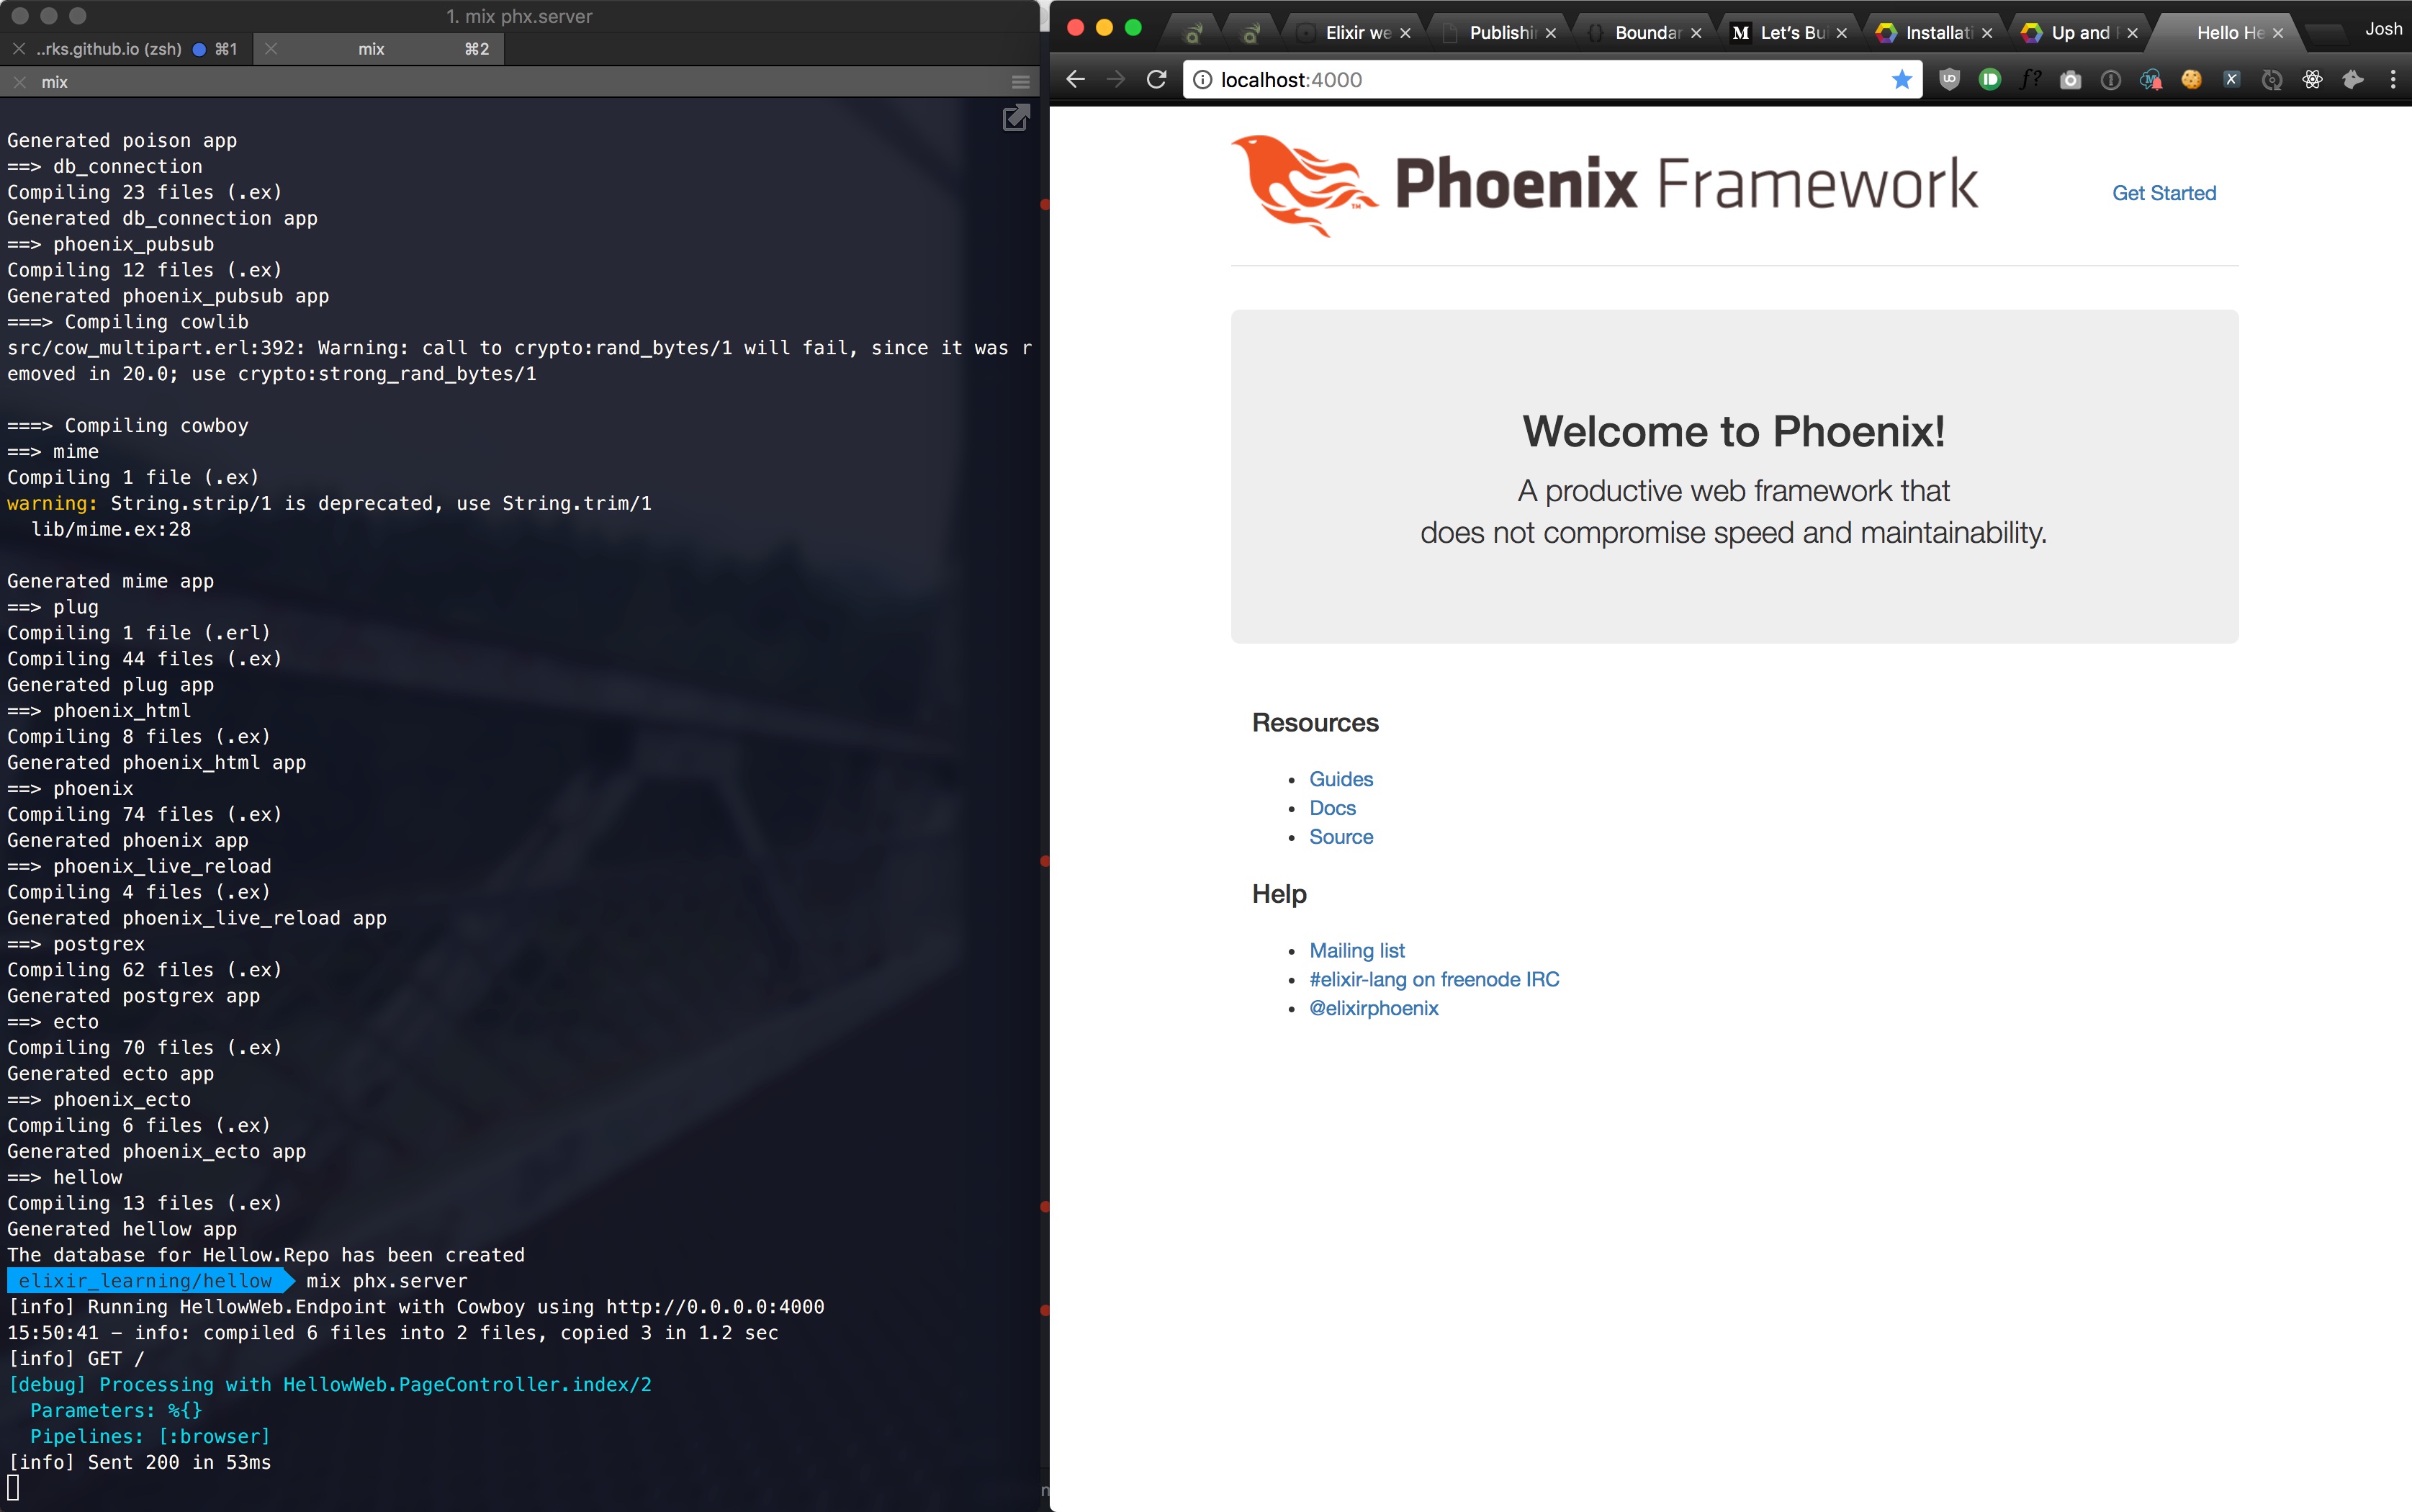 1. mix phx.server
..rks.github.io (zsh) ⌘1 mix ⌘2
mix
Generated poison app
==> db_connection
Compiling 23 files (.ex)
Generated db_connection app
==> phoenix_pubsub
Compiling 12 files (.ex)
Generated phoenix_pubsub app
===> Compiling cowlib
src/cow_multipart.erl:392: Warning: call to crypto:rand_bytes/1 will fail, since it was r
emoved in 20.0; use crypto:strong_rand_bytes/1
===> Compiling cowboy
==> mime
Compiling 1 file (.ex)
warning: String.strip/1 is deprecated, use String.trim/1
lib/mime.ex:28
Generated mime app
==> plug
Compiling 1 file (.erl)
Compiling 44 files (.ex)
Generated plug app
==> phoenix_html
Compiling 8 files (.ex)
Generated phoenix_html app
==> phoenix
Compiling 74 files (.ex)
Generated phoenix app
==> phoenix_live_reload
Compiling 4 files (.ex)
Generated phoenix_live_reload app
==> postgrex
Compiling 62 files (.ex)
Generated postgrex app
==> ecto
Compiling 70 files (.ex)
Generated ecto app
==> phoenix_ecto
Compiling 6 files (.ex)
Generated phoenix_ecto app
==> hellow
Compiling 13 files (.ex)
Generated hellow app
The database for Hellow.Repo has been created
elixir_learning/hellow mix phx.server
[info] Running HellowWeb.Endpoint with Cowboy using http://0.0.0.0:4000
15:50:41 - info: compiled 6 files into 2 files, copied 3 in 1.2 sec
[info] GET /
[debug] Processing with HellowWeb.PageController.index/2
Parameters: %{}
Pipelines: [:browser]
[info] Sent 200 in 53ms
Elixir we Publishi Boundar M Let's Bu Installati Up and Hello He Josh
localhost:4000
Phoenix Framework
Get Started
Welcome to Phoenix!
A productive web framework that
does not compromise speed and maintainability.
Resources
Guides
Docs
Source
Help
Mailing list
#elixir-lang on freenode IRC
@elixirphoenix